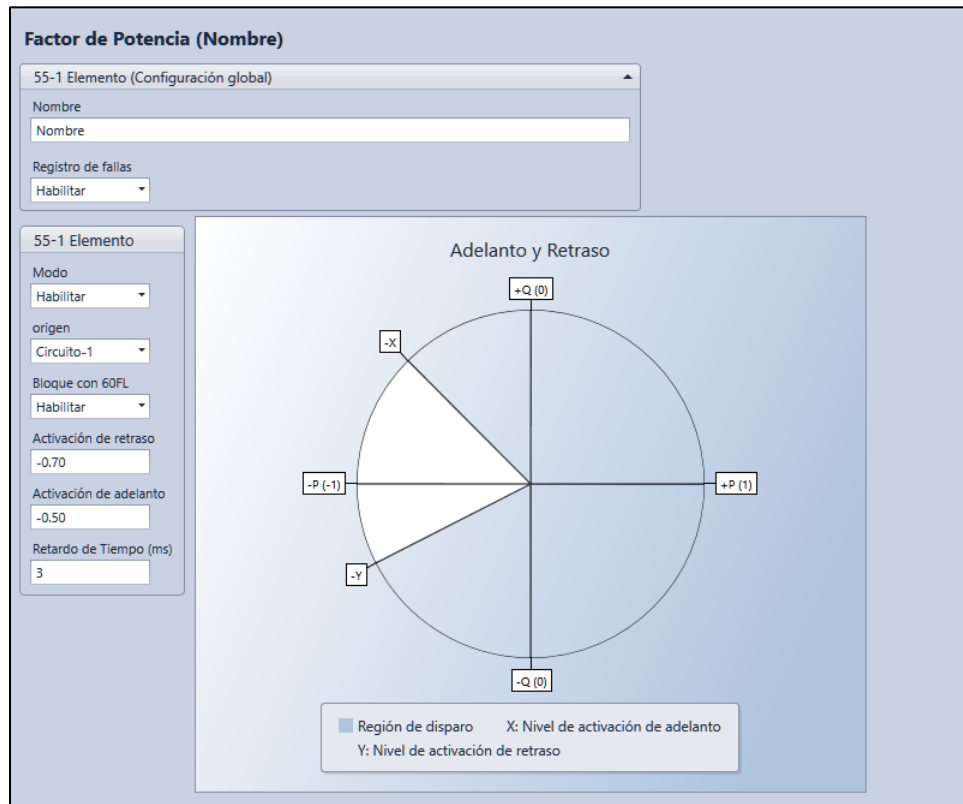 Factor de Potencia (Nombre)
55-1 Elemento (Configuración global)
Nombre
Nombre
Registro de fallas
Habilitar
55-1 Elemento
Modo
Habilitar
origen
Circuito-1
Bloque con 60FL
Habilitar
Activación de retraso
-0.70
Activación de adelanto
-0.50
Retardo de Tiempo (ms)
3
Adelanto y Retraso
+Q (0)
-X
-P (-1)
+P (1)
-Y
-Q (0)
Región de disparo X: Nivel de activación de adelanto
Y: Nivel de activación de retraso